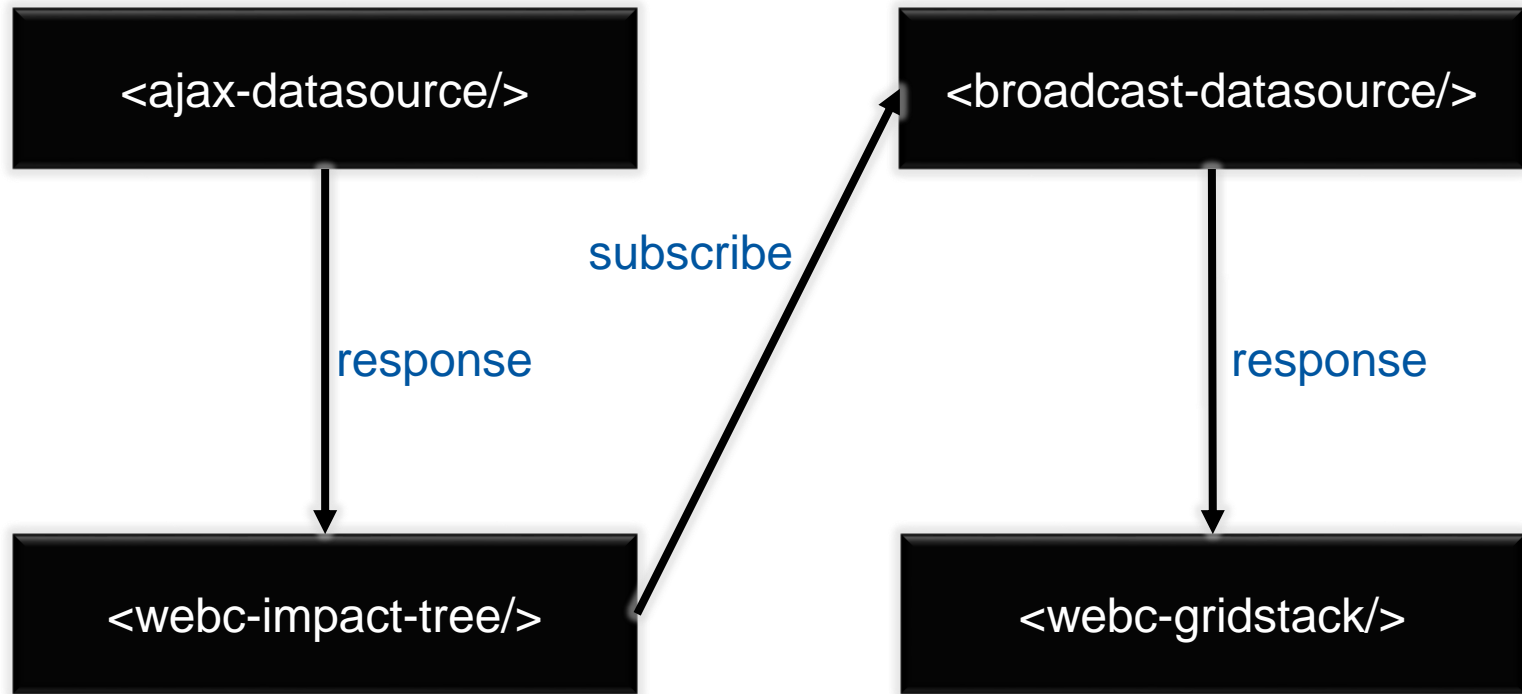 <ajax-datasource/>
<broadcast-datasource/>
subscribe
response
response
<webc-impact-tree/>
<webc-gridstack/>